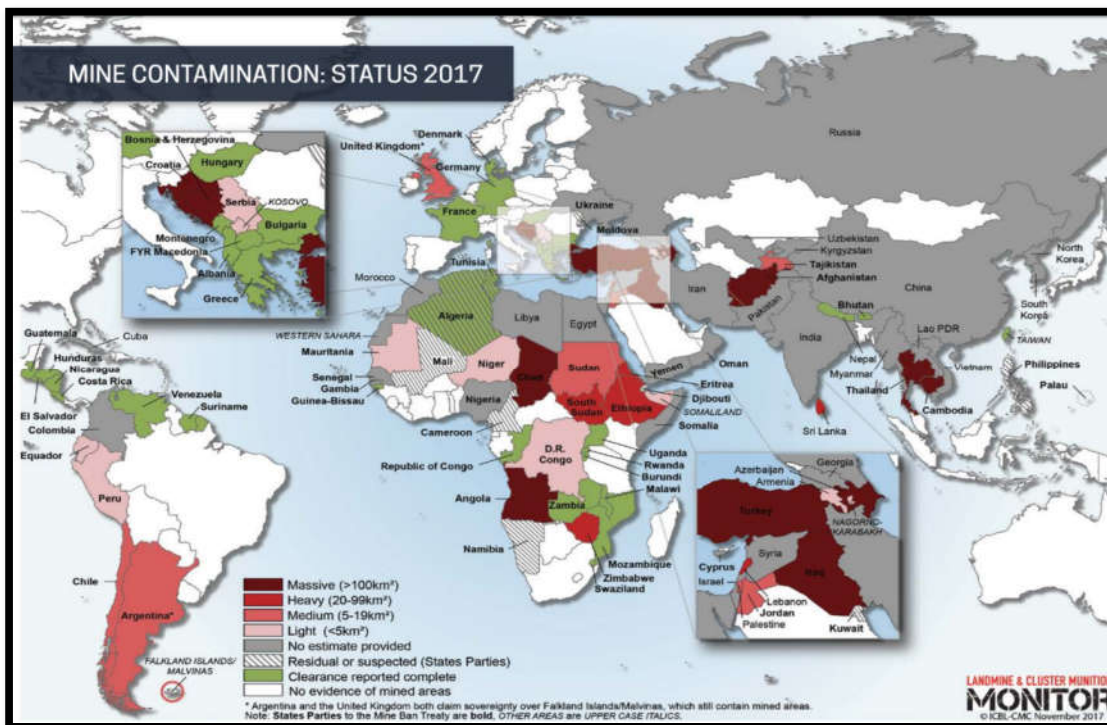 MINE CONTAMINATION: STATUS 2017
Bosnia & Herzegovina
Croatia
Hungary
Serbia
KOSOVO
Bulgaria
Montenegro
FYR Macedonia
Albania
Greece
Denmark
United Kingdom*
Germany
France
Ukraine
Moldova
Tunisia
Morocco
Russia
Uzbekistan
Kyrgyzstan
Tajikistan
Afghanistan
North
Korea
China
South
Korea
Iran
Pakistan
Bhutan
TAIWAN
India
Lao PDR
Nepal
Myanmar
Vietnam
Thailand
Philippines
Palau
Cambodia
Sri Lanka
Guatemala
Cuba
Hunduras
Nicaragua
Costa Rica
El Salvador
Colombia
Equador
Venezuela
Suriname
Peru
Chile
Argentina*
FALKLAND ISLANDS/
MALVINAS
WESTERN SAHARA
Algeria
Libya
Egypt
Mauritania
Mali
Niger
Chad
Sudan
Yemen
Oman
Senegal
Gambia
Guinea-Bissau
Nigeria
South
Sudan
Ethiopia
Eritrea
Djibouti
SOMALILAND
Somalia
Cameroon
Republic of Congo
D.R.
Congo
Uganda
Rwanda
Burundi
Malawi
Angola
Zambia
Namibia
Mozambique
Zimbabwe
Swaziland
Georgia
Azerbaijan
Armenia
NAGORNO-
KARABAKH
Turkey
Syria
Iraq
Cyprus
Israel
Lebanon
Jordan
Palestine
Kuwait
Massive (>100km²)
Heavy (20-99km²)
Medium (5-19km²)
Light (<5km²)
No estimate provided
Residual or suspected (States Parties)
Clearance reported complete
No evidence of mined areas
* Argentina and the United Kingdom both claim sovereignty over Falkland Islands/Malvinas, which still contain mined areas.
Note: States Parties to the Mine Ban Treaty are bold, OTHER AREAS are UPPER CASE ITALICS.
LANDMINE & CLUSTER MUNITION
MONITOR
© ICBL-CMC November 2017